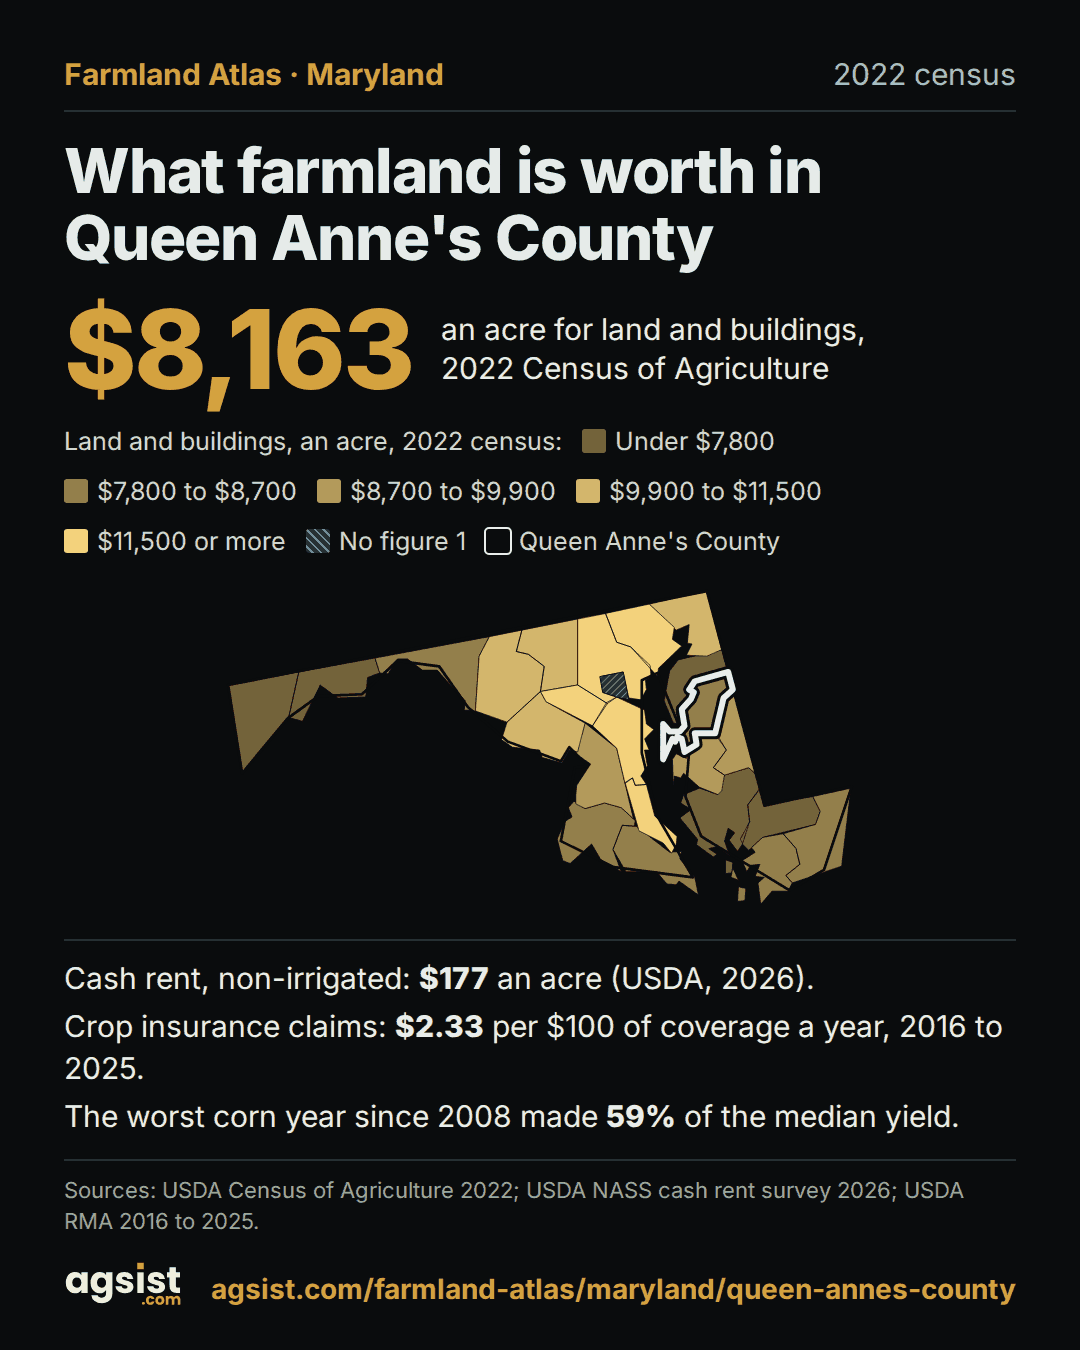 Farmland Atlas · Maryland
2022 census
What farmland is worth in
Queen Anne's County
$8,163
an acre for land and buildings,
2022 Census of Agriculture
Land and buildings, an acre, 2022 census: Under $7,800
$7,800 to $8,700 $8,700 to $9,900 $9,900 to $11,500
$11,500 or more No figure 1 Queen Anne's County
Cash rent, non-irrigated: $177 an acre (USDA, 2026).
Crop insurance claims: $2.33 per $100 of coverage a year, 2016 to
2025.
The worst corn year since 2008 made 59% of the median yield.
Sources: USDA Census of Agriculture 2022; USDA NASS cash rent survey 2026; USDA
RMA 2016 to 2025.
agsist.com
agsist.com/farmland-atlas/maryland/queen-annes-county